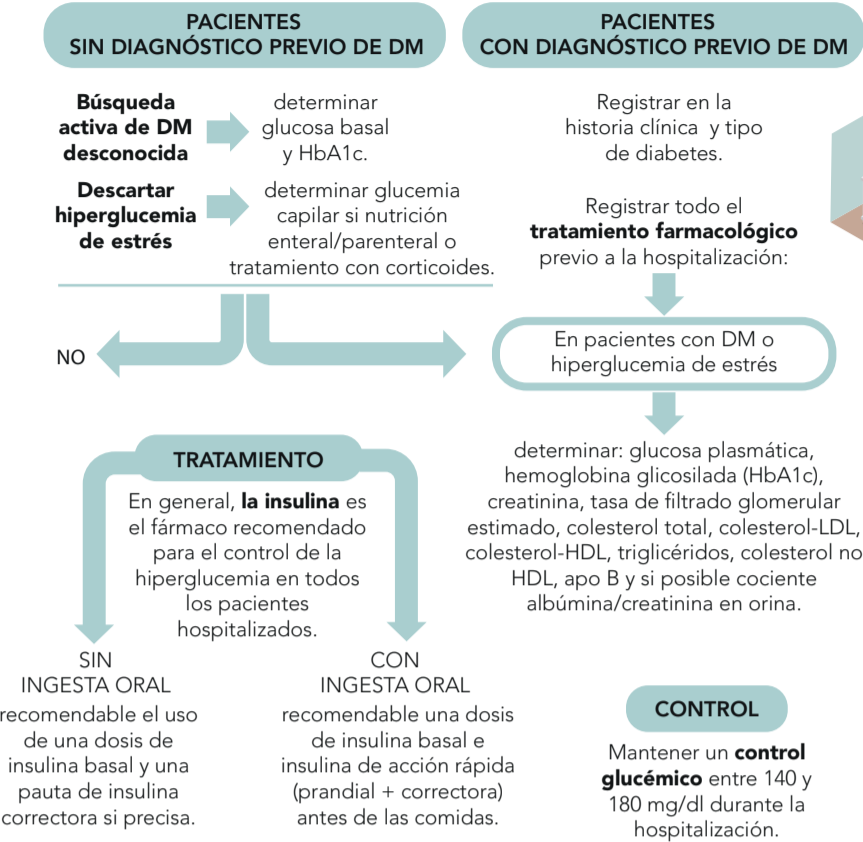 PACIENTES
SIN DIAGNÓSTICO PREVIO DE DM
Búsqueda
activa de DM
desconocida
determinar
glucosa basal
y HbA1c.
Descartar
hiperglucemia
de estrés
determinar glucemia
capilar si nutrición
enteral/parenteral o
tratamiento con corticoides.
NO
PACIENTES
CON DIAGNÓSTICO PREVIO DE DM
Registrar en la
historia clínica y tipo
de diabetes.
Registrar todo el
tratamiento farmacológico
previo a la hospitalización:
En pacientes con DM o
hiperglucemia de estrés
determinar: glucosa plasmática,
hemoglobina glicosilada (HbA1c),
creatinina, tasa de filtrado glomerular
estimado, colesterol total, colesterol-LDL,
colesterol-HDL, triglicéridos, colesterol no
HDL, apo B y si posible cociente
albúmina/creatinina en orina.
TRATAMIENTO
En general, la insulina es
el fármaco recomendado
para el control de la
hiperglucemia en todos
los pacientes
hospitalizados.
SIN
INGESTA ORAL
recomendable el uso
de una dosis de
insulina basal y una
pauta de insulina
correctora si precisa.
CON
INGESTA ORAL
recomendable una dosis
de insulina basal e
insulina de acción rápida
(prandial + correctora)
antes de las comidas.
CONTROL
Mantener un control
glucémico entre 140 y
180 mg/dl durante la
hospitalización.